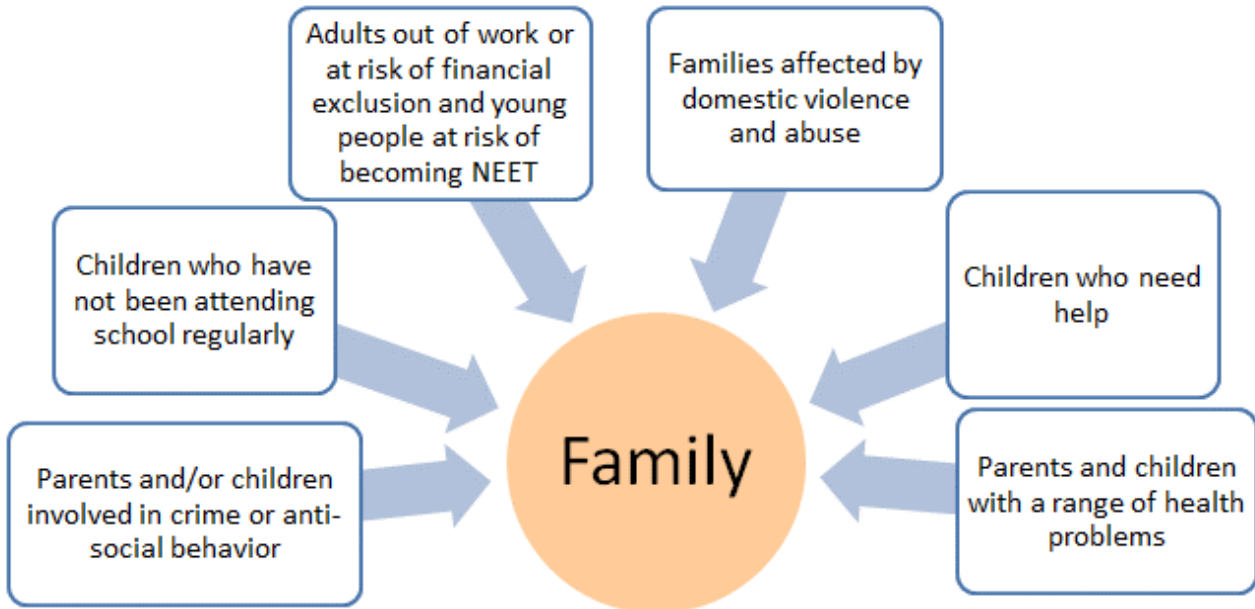 Adults out of work or
at risk of financial
exclusion and young
people at risk of
becoming NEET
Families affected by
domestic violence
and abuse
Children who have
not been attending
school regularly
Children who need
help
Parents and/or children
involved in crime or anti-
social behavior
Family
Parents and children
with a range of health
problems